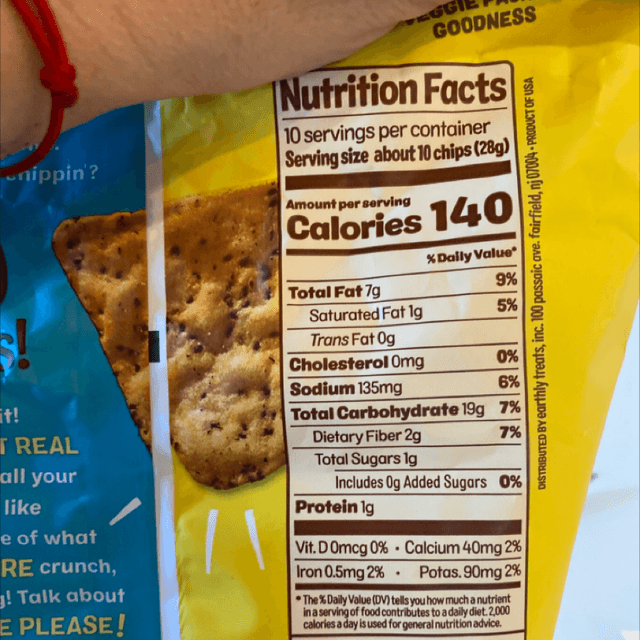 GOODNESS
Nutrition Facts
10 servings per container
Serving size about 10 chips (28g)
Amount per serving
Calories 140
% Daily Value*
Total Fat 7g 9%
Saturated Fat 1g 5%
Trans Fat 0g
Cholesterol 0mg 0%
Sodium 135mg 6%
Total Carbohydrate 19g 7%
Dietary Fiber 2g 7%
Total Sugars 1g
Includes 0g Added Sugars 0%
Protein 1g
Vit. D 0mcg 0% • Calcium 40mg 2%
Iron 0.5mg 2% • Potas. 90mg 2%
* The % Daily Value (DV) tells you how much a nutrient
in a serving of food contributes to a daily diet. 2,000
calories a day is used for general nutrition advice.
DISTRIBUTED BY earthly treats, inc. 100 passaic ave. fairfield, nj 07004 • PRODUCT OF USA
it!
REAL
all your
like
e of what
RE crunch,
! Talk about
PLEASE!